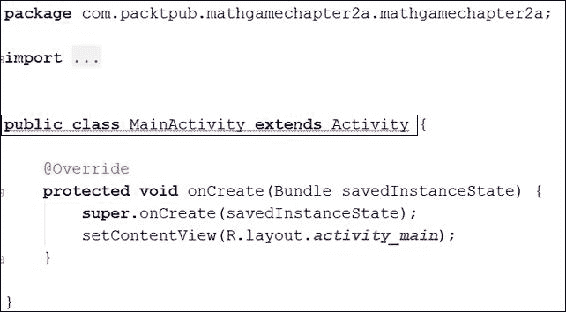 package com.packtpub.mathgamechapter2a.mathgamechapter2a;
import ...
public class MainActivity extends Activity {
@Override
protected void onCreate(Bundle savedInstanceState) {
super.onCreate(savedInstanceState);
setContentView(R.layout.activity_main);
}
}